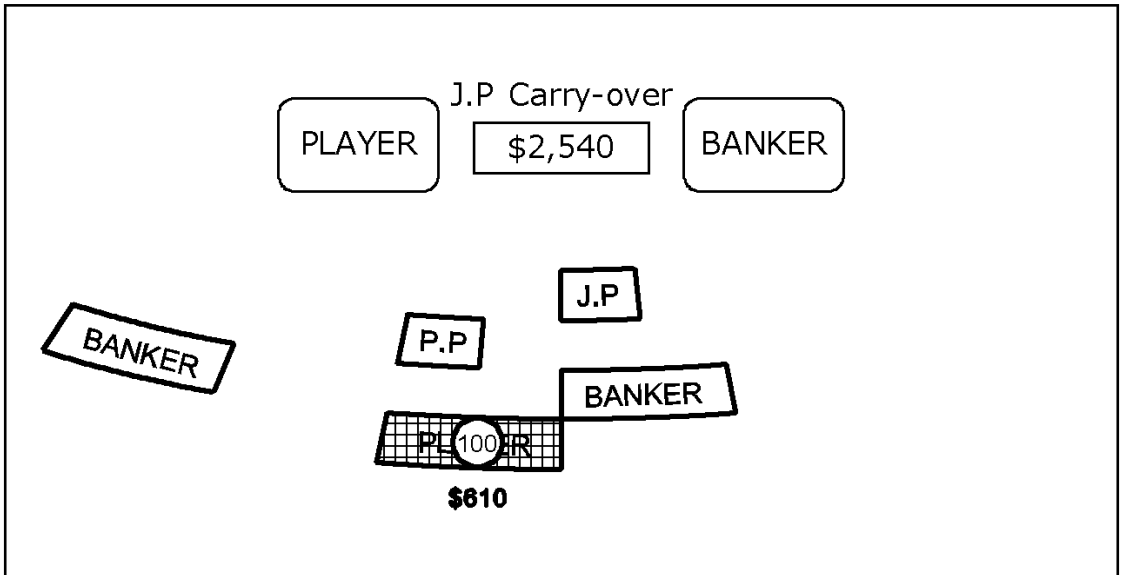 J.P Carry-over
PLAYER
$2,540
BANKER
J.P
P.P
BANKER
BANKER
100
$610